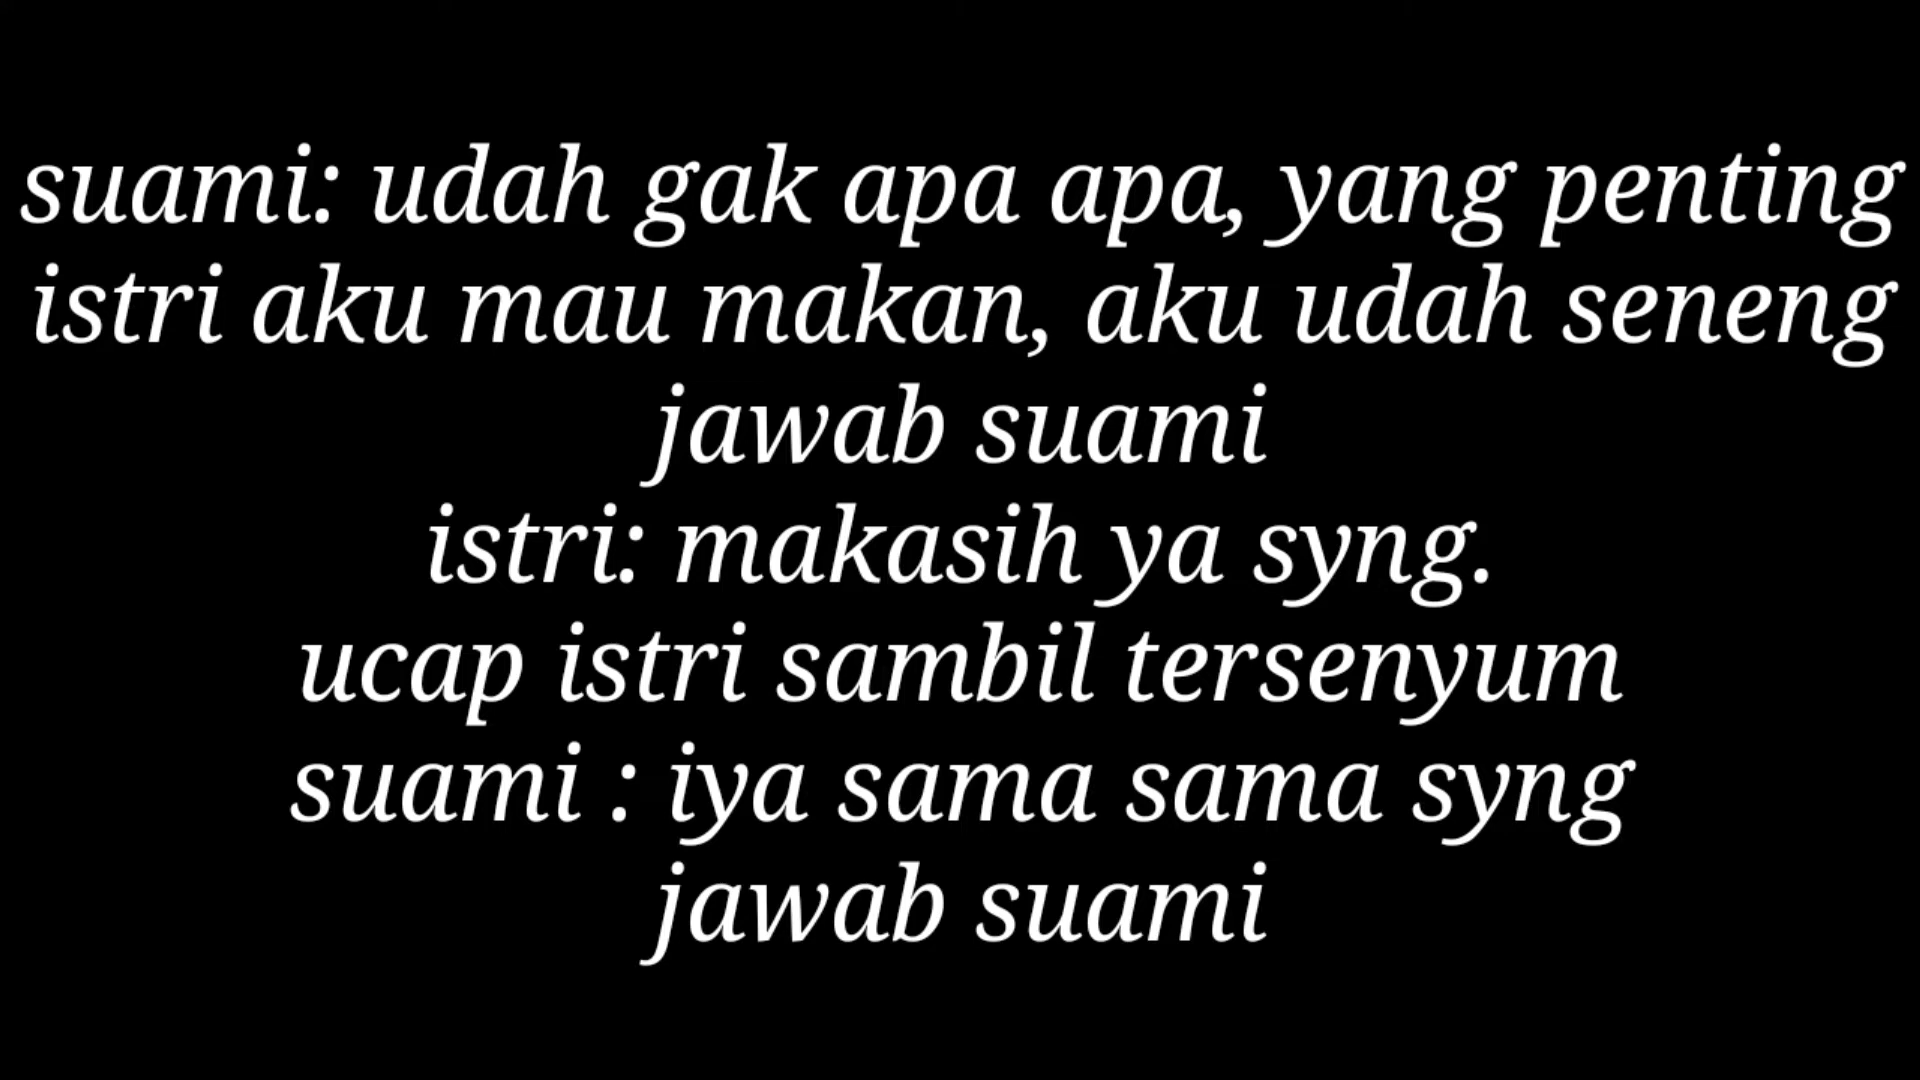 suami: udah gak apa apa, yang penting
istri aku mau makan, aku udah seneng
jawab suami
istri: makasih ya syng.
ucap istri sambil tersenyum
suami : iya sama sama syng
jawab suami